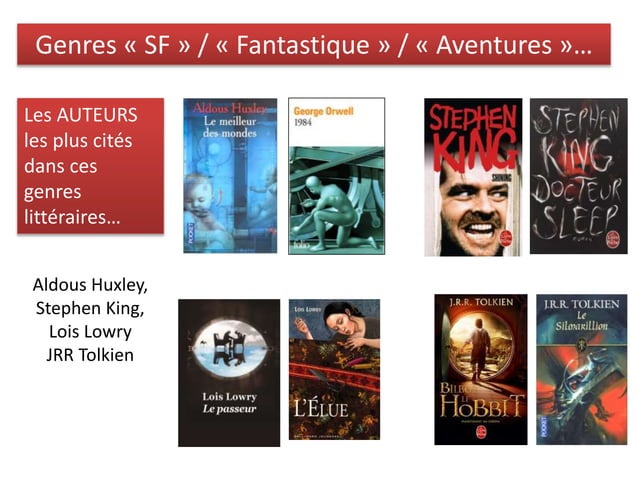 Genres « SF » / « Fantastique » / « Aventures »…
Les AUTEURS
les plus cités
dans ces
genres
littéraires…
Aldous Huxley,
Stephen King,
Lois Lowry
JRR Tolkien
Aldous Huxley
Le meilleur
des mondes
POCKET
George Orwell
1984
folio
STEPHEN
KING
SHINING
STEPHEN
KING
DOCTEUR
SLEEP
Lois Lowry
Le passeur
LOIS LOWRY
L'ÉLUE
J.R.R. TOLKIEN
BILBO
LE
HOBBIT
J.R.R. TOLKIEN
Le
Silmarillion
POCKET